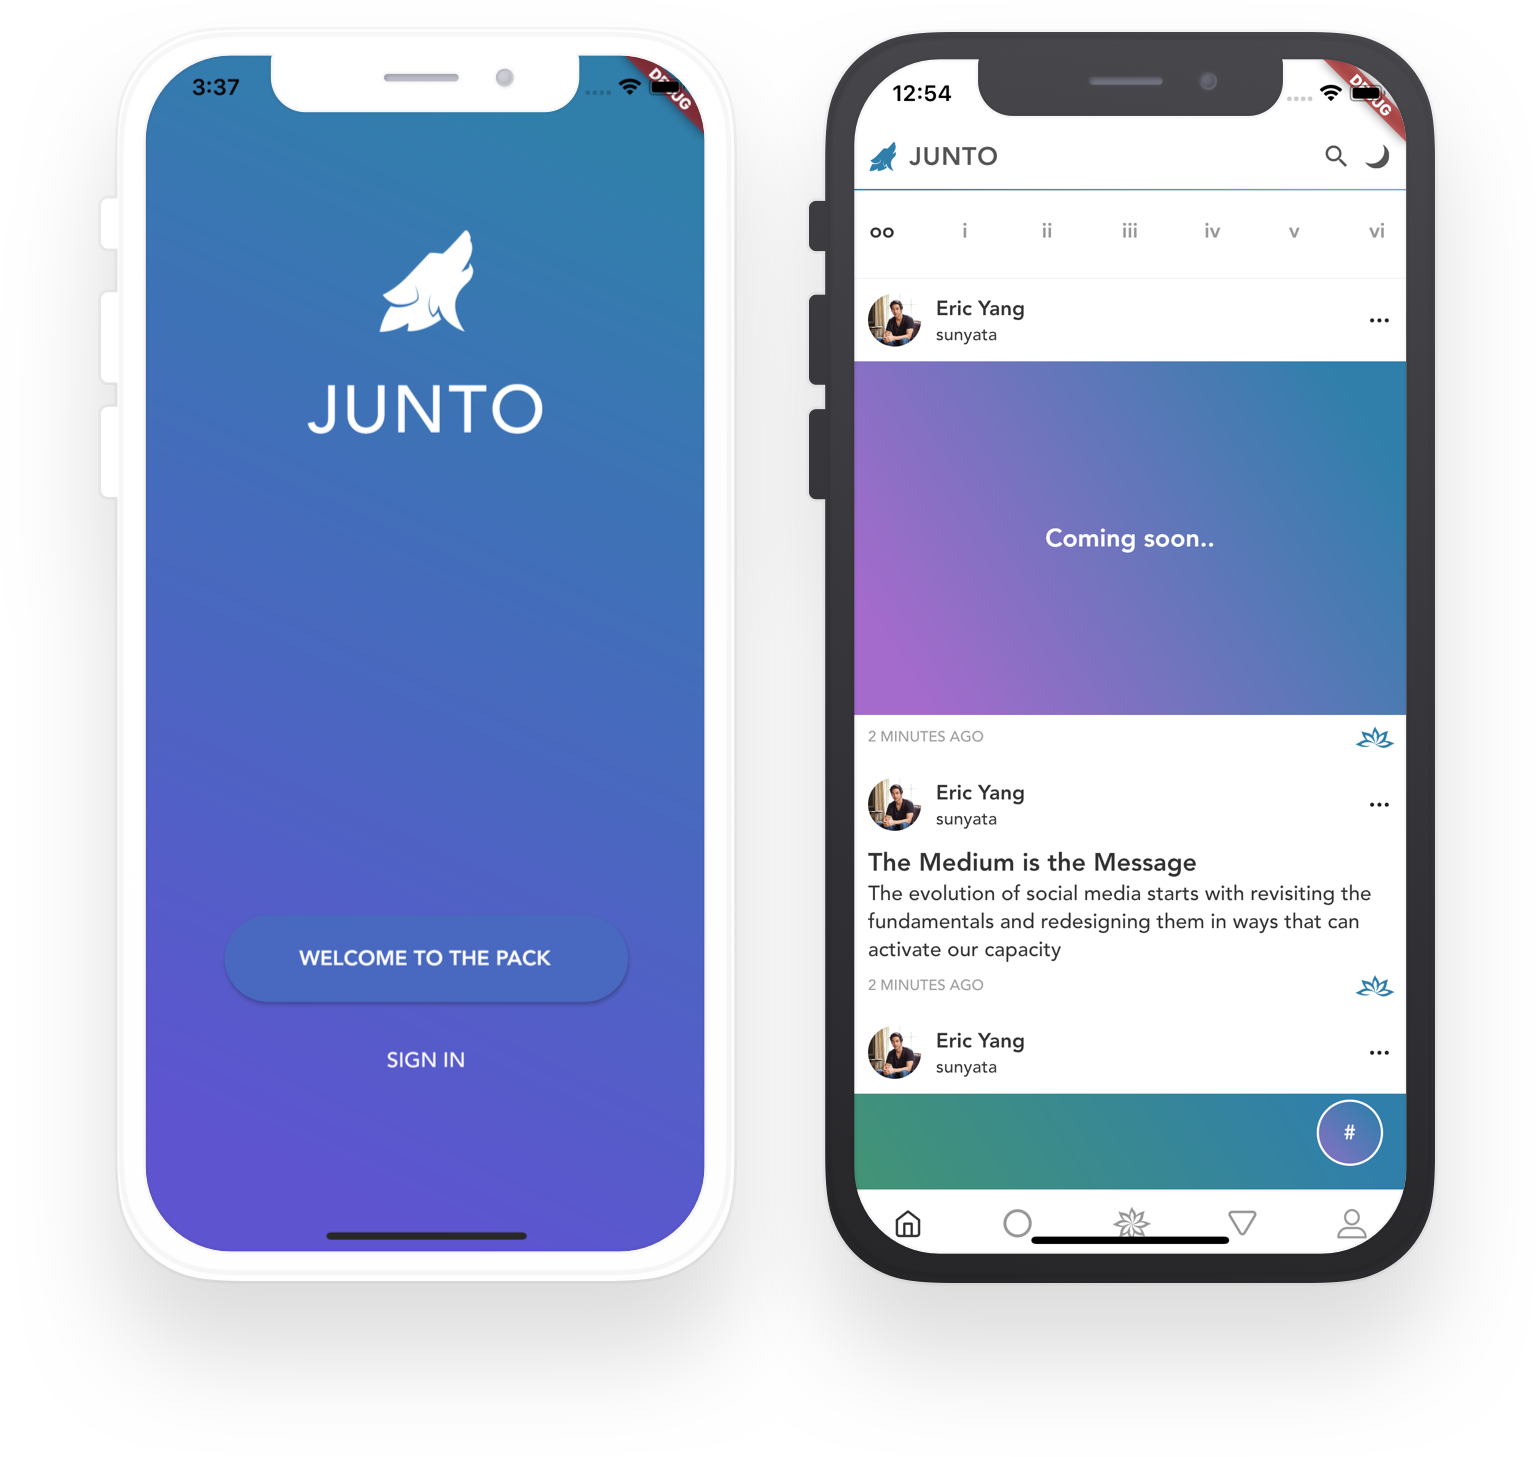 3:37
DEBUG
JUNTO
WELCOME TO THE PACK
SIGN IN
12:54
DEBUG
JUNTO
oo i ii iii iv v vi
Eric Yang
sunyata
Coming soon..
2 MINUTES AGO
Eric Yang
sunyata
The Medium is the Message
The evolution of social media starts with revisiting the
fundamentals and redesigning them in ways that can
activate our capacity
2 MINUTES AGO
Eric Yang
sunyata
#